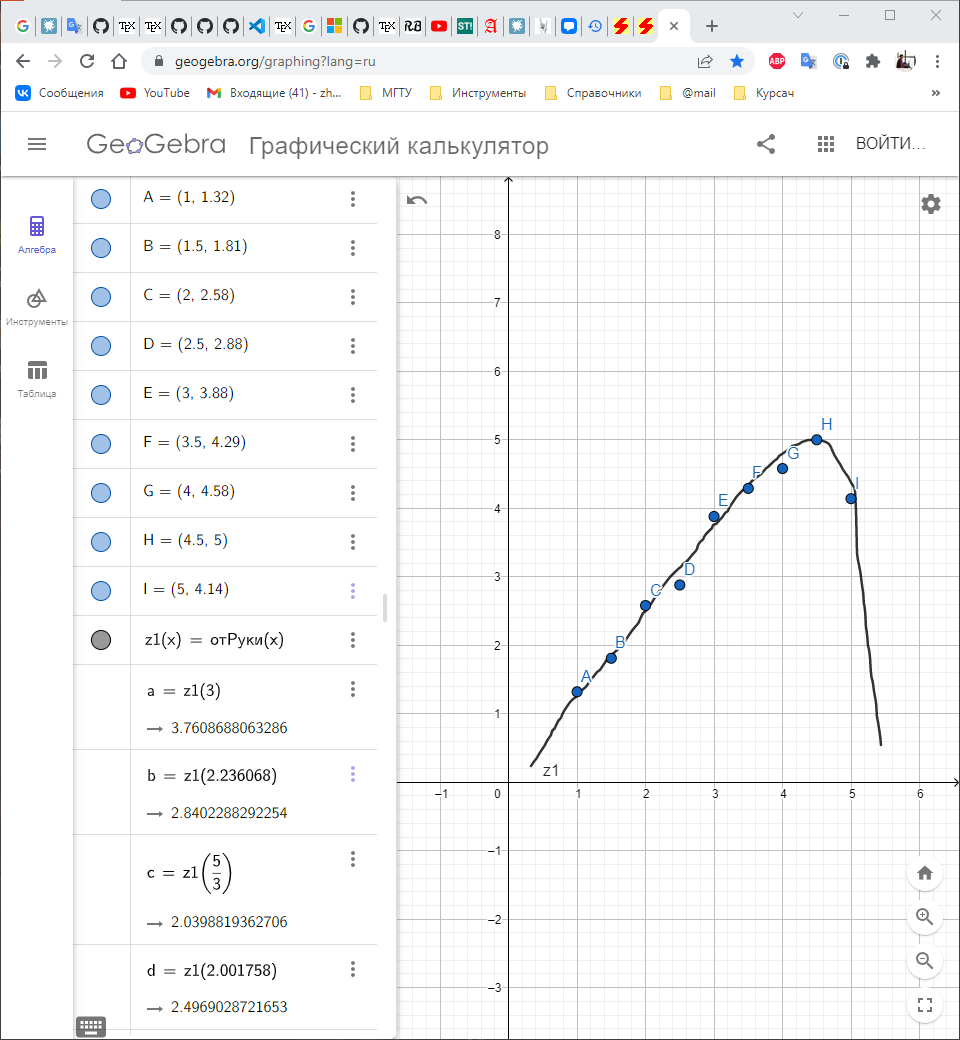 geogebra.org/graphing?lang=ru
ABP
Сообщения
YouTube
Входящие (41) - zh...
МГТУ
Инструменты
Справочники
@mail
Курсач
»
GeoGebra
Графический калькулятор
ВОЙТИ...
Алгебра
Инструменты
Таблица
A = (1, 1.32)
B = (1.5, 1.81)
C = (2, 2.58)
D = (2.5, 2.88)
E = (3, 3.88)
F = (3.5, 4.29)
G = (4, 4.58)
H = (4.5, 5)
I = (5, 4.14)
z1(x) = отРуки(x)
a = z1(3)
→ 3.7608688063286
b = z1(2.236068)
→ 2.8402288292254
c = z1(5/3)
→ 2.0398819362706
d = z1(2.001758)
→ 2.4969028721653
8
7
6
5
4
3
2
1
–1
0
1
2
3
4
5
6
–1
–2
–3
A
B
C
D
E
F
G
H
I
z1